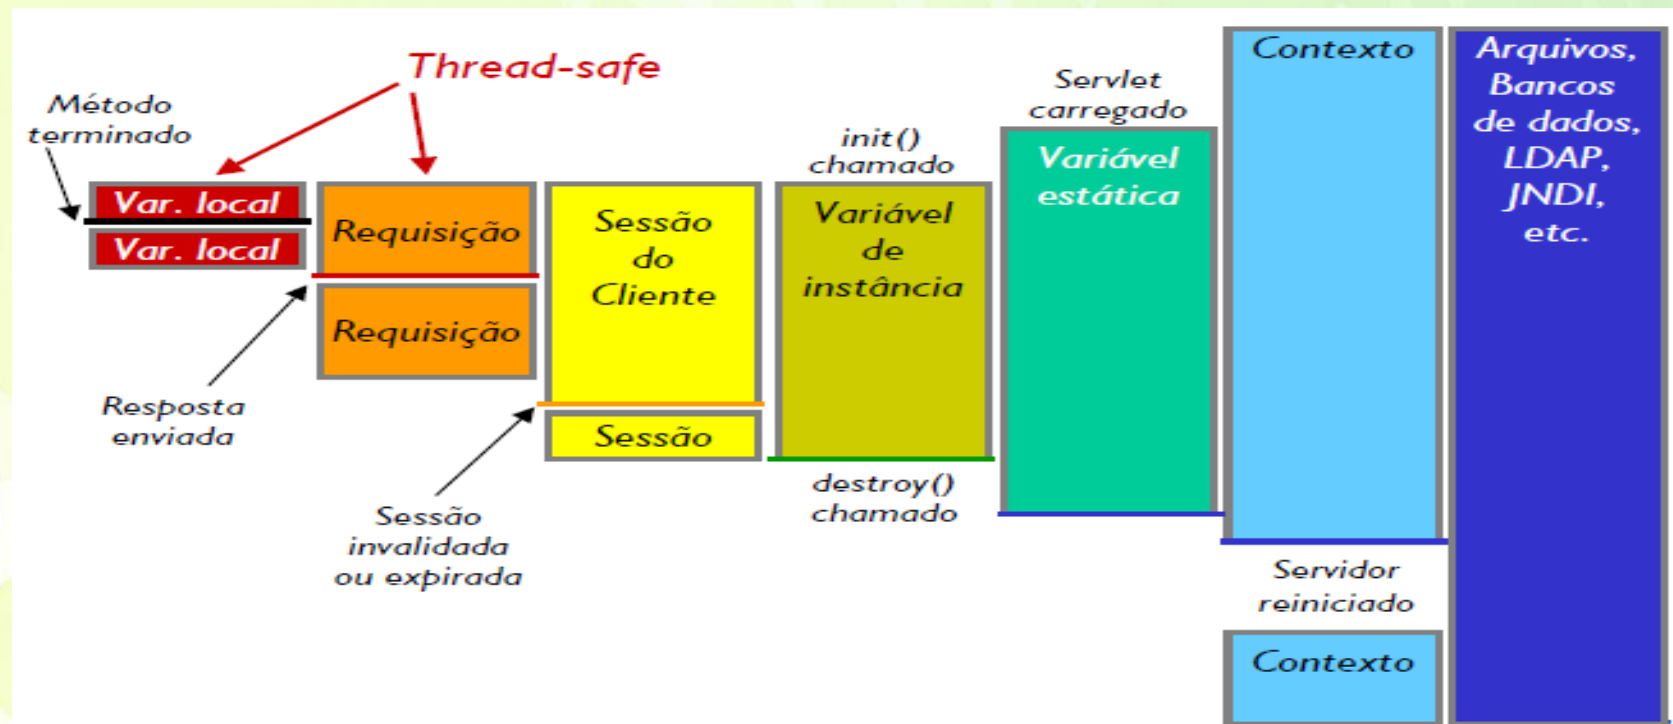 Thread-safe
Método
terminado
Var. local
Var. local
Requisição
Requisição
Resposta
enviada
Sessão
do
Cliente
Sessão
Sessão
invalidada
ou expirada
init()
chamado
Variável
de
instância
destroy()
chamado
Servlet
carregado
Variável
estática
Contexto
Servidor
reiniciado
Contexto
Arquivos,
Bancos
de dados,
LDAP,
JNDI,
etc.